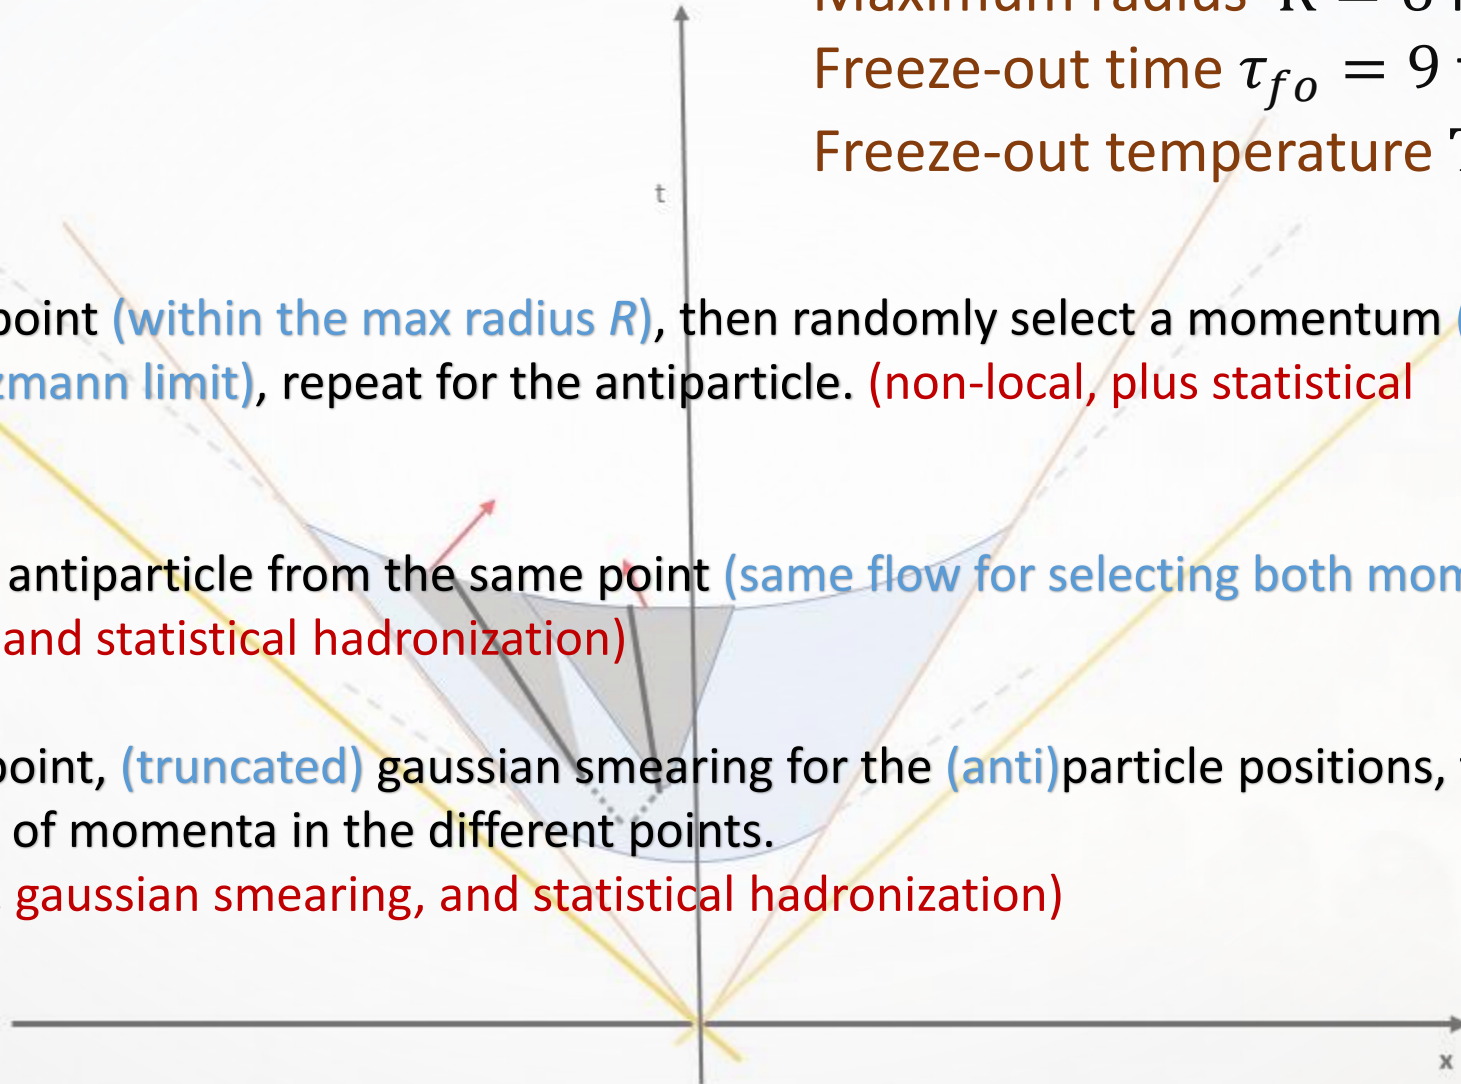 Maximum radius R =
Freeze-out time τ_fo = 9
Freeze-out temperature
t
point (within the max radius R), then randomly select a momentum (
zmann limit), repeat for the antiparticle. (non-local, plus statistical
antiparticle from the same point (same flow for selecting both mom
and statistical hadronization)
point, (truncated) gaussian smearing for the (anti)particle positions,
of momenta in the different points.
gaussian smearing, and statistical hadronization)
x